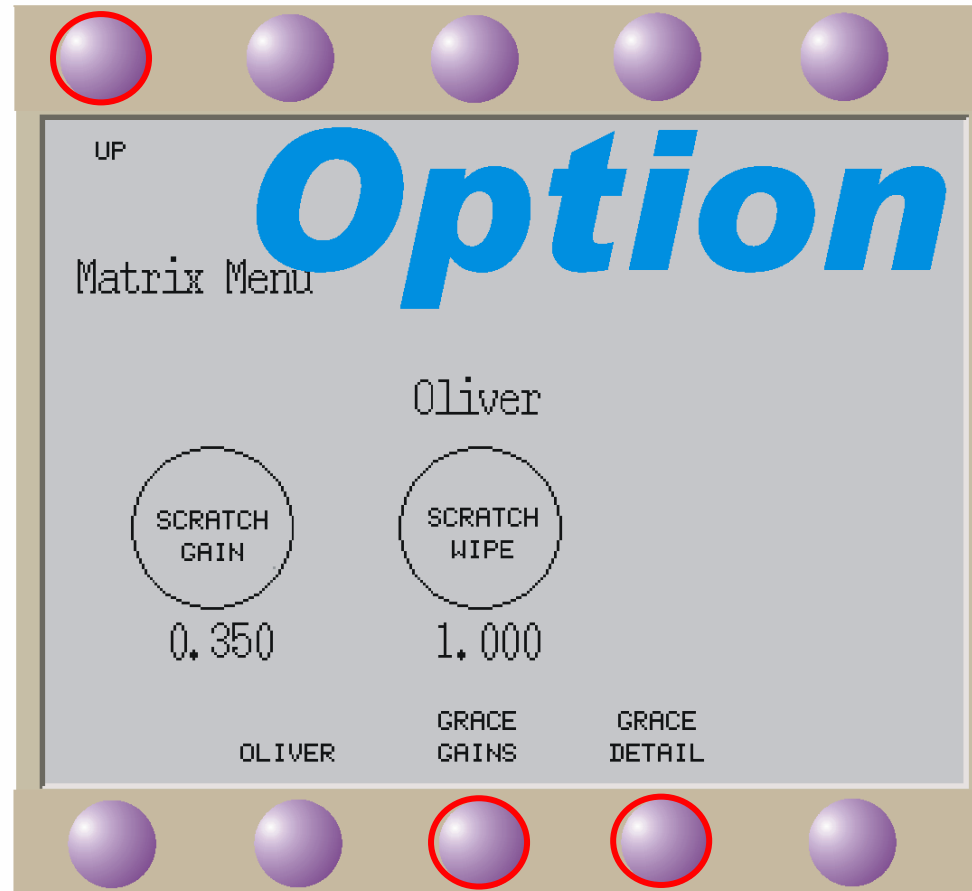 UP
Option
Matrix Menu
Oliver
SCRATCH
GAIN
SCRATCH
WIPE
0.350
1.000
OLIVER
GRACE
GAINS
GRACE
DETAIL